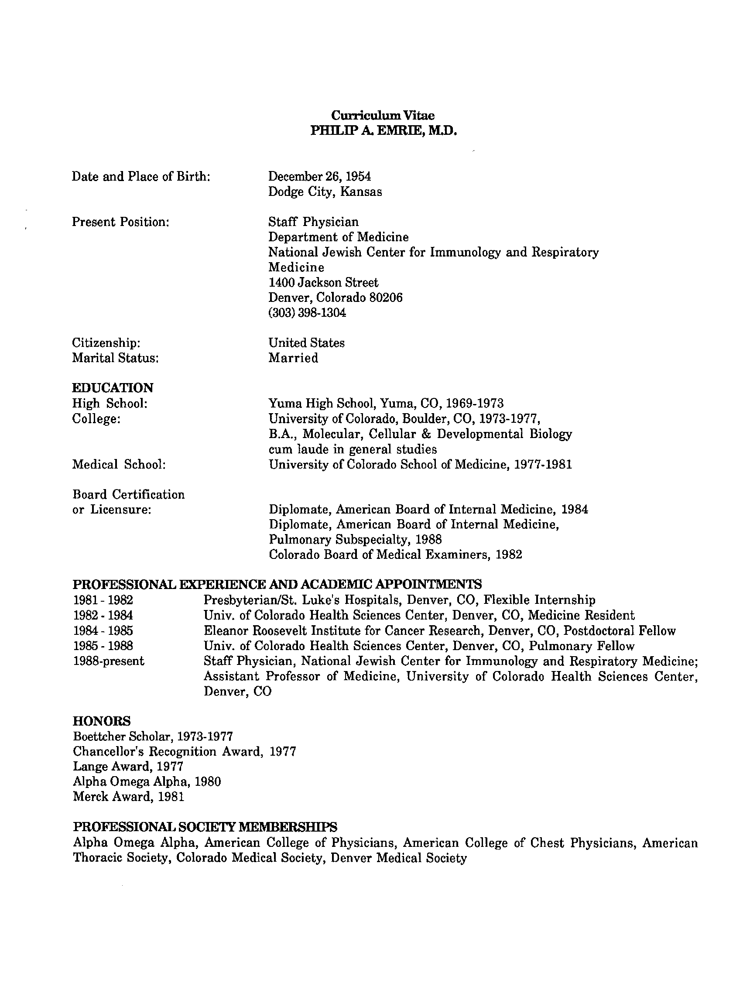 Curriculum Vitae
PHILIP A. EMRIE, M.D.
Date and Place of Birth: December 26, 1954
Dodge City, Kansas
Present Position: Staff Physician
Department of Medicine
National Jewish Center for Immunology and Respiratory
Medicine
1400 Jackson Street
Denver, Colorado 80206
(303) 398-1304
Citizenship: United States
Marital Status: Married
EDUCATION
High School: Yuma High School, Yuma, CO, 1969-1973
College: University of Colorado, Boulder, CO, 1973-1977,
B.A., Molecular, Cellular & Developmental Biology
cum laude in general studies
Medical School: University of Colorado School of Medicine, 1977-1981
Board Certification
or Licensure: Diplomate, American Board of Internal Medicine, 1984
Diplomate, American Board of Internal Medicine,
Pulmonary Subspecialty, 1988
Colorado Board of Medical Examiners, 1982
PROFESSIONAL EXPERIENCE AND ACADEMIC APPOINTMENTS
1981 - 1982 Presbyterian/St. Luke's Hospitals, Denver, CO, Flexible Internship
1982 - 1984 Univ. of Colorado Health Sciences Center, Denver, CO, Medicine Resident
1984 - 1985 Eleanor Roosevelt Institute for Cancer Research, Denver, CO, Postdoctoral Fellow
1985 - 1988 Univ. of Colorado Health Sciences Center, Denver, CO, Pulmonary Fellow
1988-present Staff Physician, National Jewish Center for Immunology and Respiratory Medicine;
Assistant Professor of Medicine, University of Colorado Health Sciences Center,
Denver, CO
HONORS
Boettcher Scholar, 1973-1977
Chancellor's Recognition Award, 1977
Lange Award, 1977
Alpha Omega Alpha, 1980
Merck Award, 1981
PROFESSIONAL SOCIETY MEMBERSHIPS
Alpha Omega Alpha, American College of Physicians, American College of Chest Physicians, American
Thoracic Society, Colorado Medical Society, Denver Medical Society